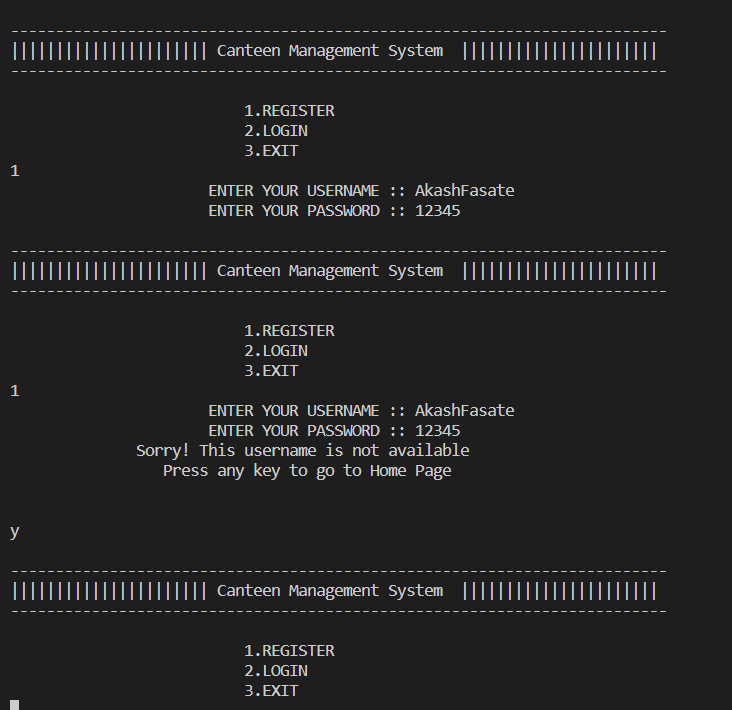 -------------------------------------------------------------------------
|||||||||||||||||||||| Canteen Management System  ||||||||||||||||||||||
-------------------------------------------------------------------------
1.REGISTER
2.LOGIN
3.EXIT
1
ENTER YOUR USERNAME :: AkashFasate
ENTER YOUR PASSWORD :: 12345
-------------------------------------------------------------------------
|||||||||||||||||||||| Canteen Management System  ||||||||||||||||||||||
-------------------------------------------------------------------------
1.REGISTER
2.LOGIN
3.EXIT
1
ENTER YOUR USERNAME :: AkashFasate
ENTER YOUR PASSWORD :: 12345
Sorry! This username is not available
Press any key to go to Home Page
y
-------------------------------------------------------------------------
|||||||||||||||||||||| Canteen Management System  ||||||||||||||||||||||
-------------------------------------------------------------------------
1.REGISTER
2.LOGIN
3.EXIT